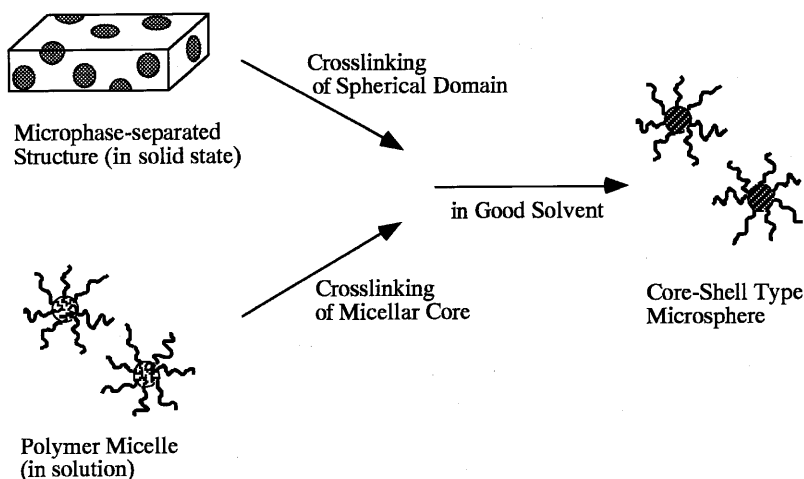 Crosslinking
of Spherical Domain
Microphase-separated
Structure (in solid state)
in Good Solvent
Crosslinking
of Micellar Core
Core-Shell Type
Microsphere
Polymer Micelle
(in solution)